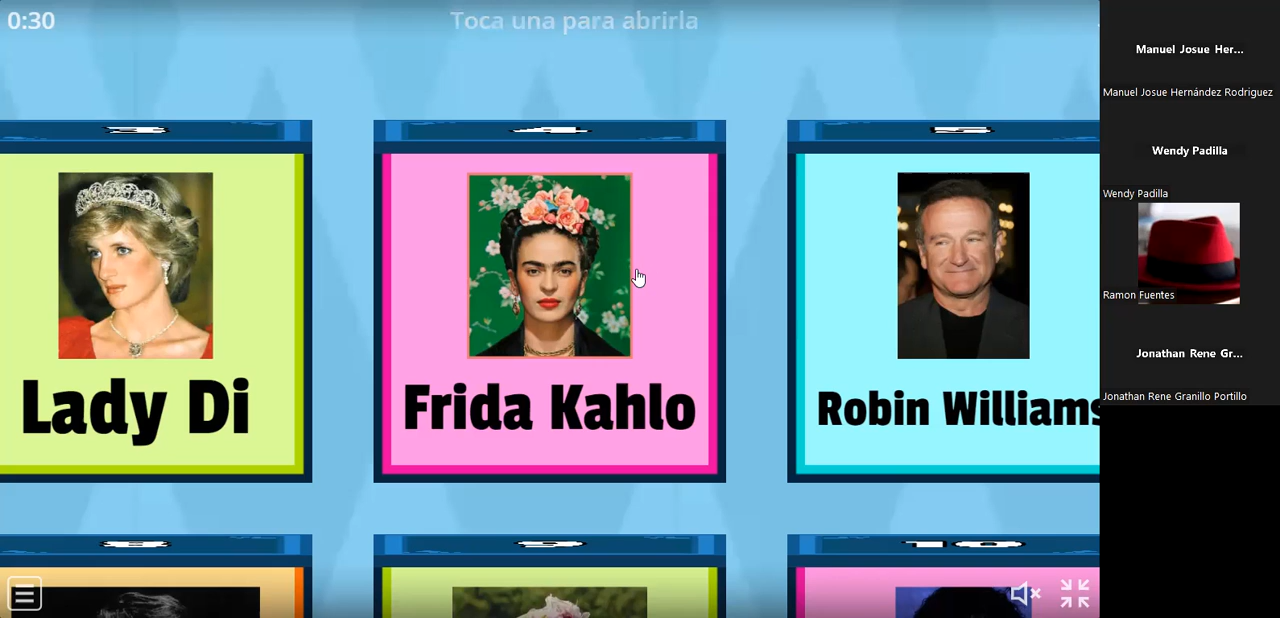 0:30
Toca una para abrirla
Lady Di
Frida Kahlo
Robin Williams
10
Manuel Josue Her...
Manuel Josue Hernández Rodriguez
Wendy Padilla
Wendy Padilla
Ramon Fuentes
Jonathan Rene Gr...
Jonathan Rene Granillo Portillo